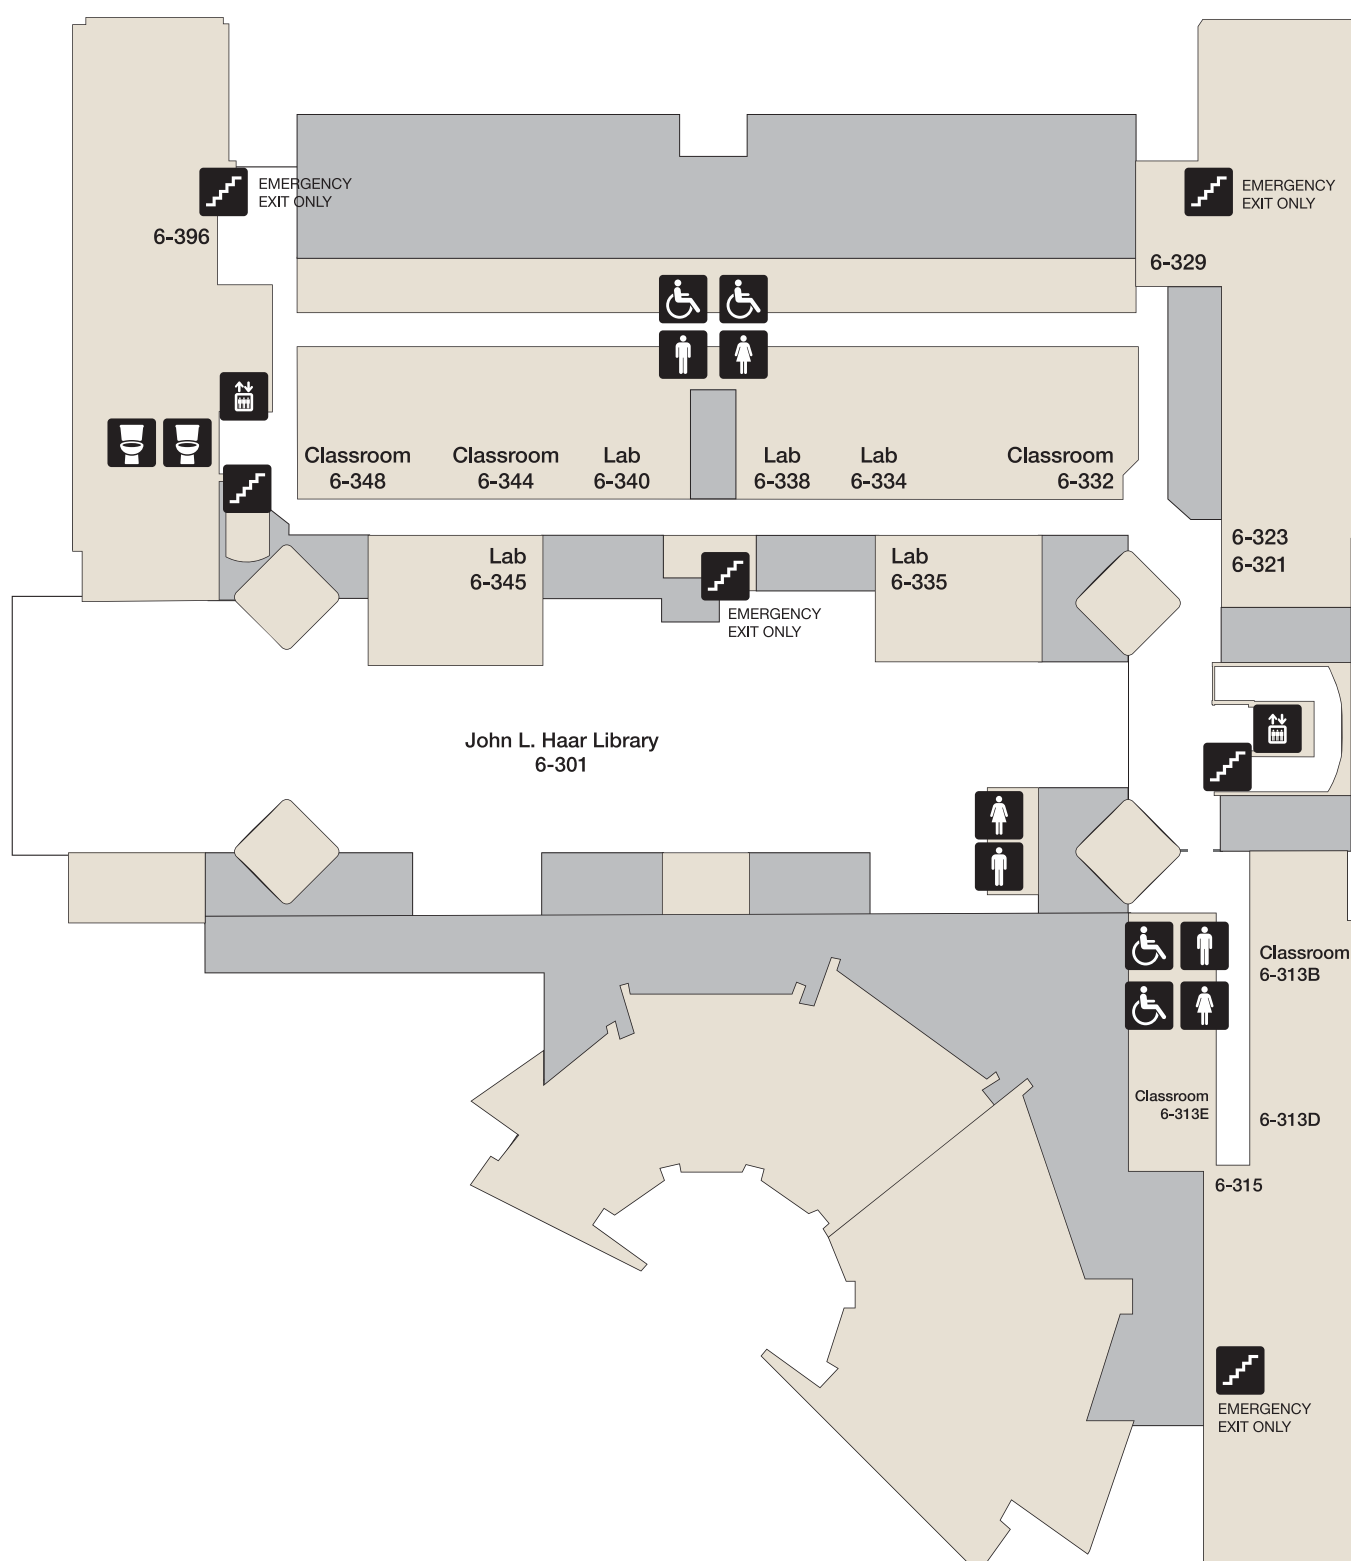 EMERGENCY
EXIT ONLY
EMERGENCY
EXIT ONLY
6-396
6-329
Classroom
6-348
Classroom
6-344
Lab
6-340
Lab
6-338
Lab
6-334
Classroom
6-332
6-323
6-321
Lab
6-345
Lab
6-335
EMERGENCY
EXIT ONLY
John L. Haar Library
6-301
Classroom
6-313B
Classroom
6-313E
6-313D
6-315
EMERGENCY
EXIT ONLY